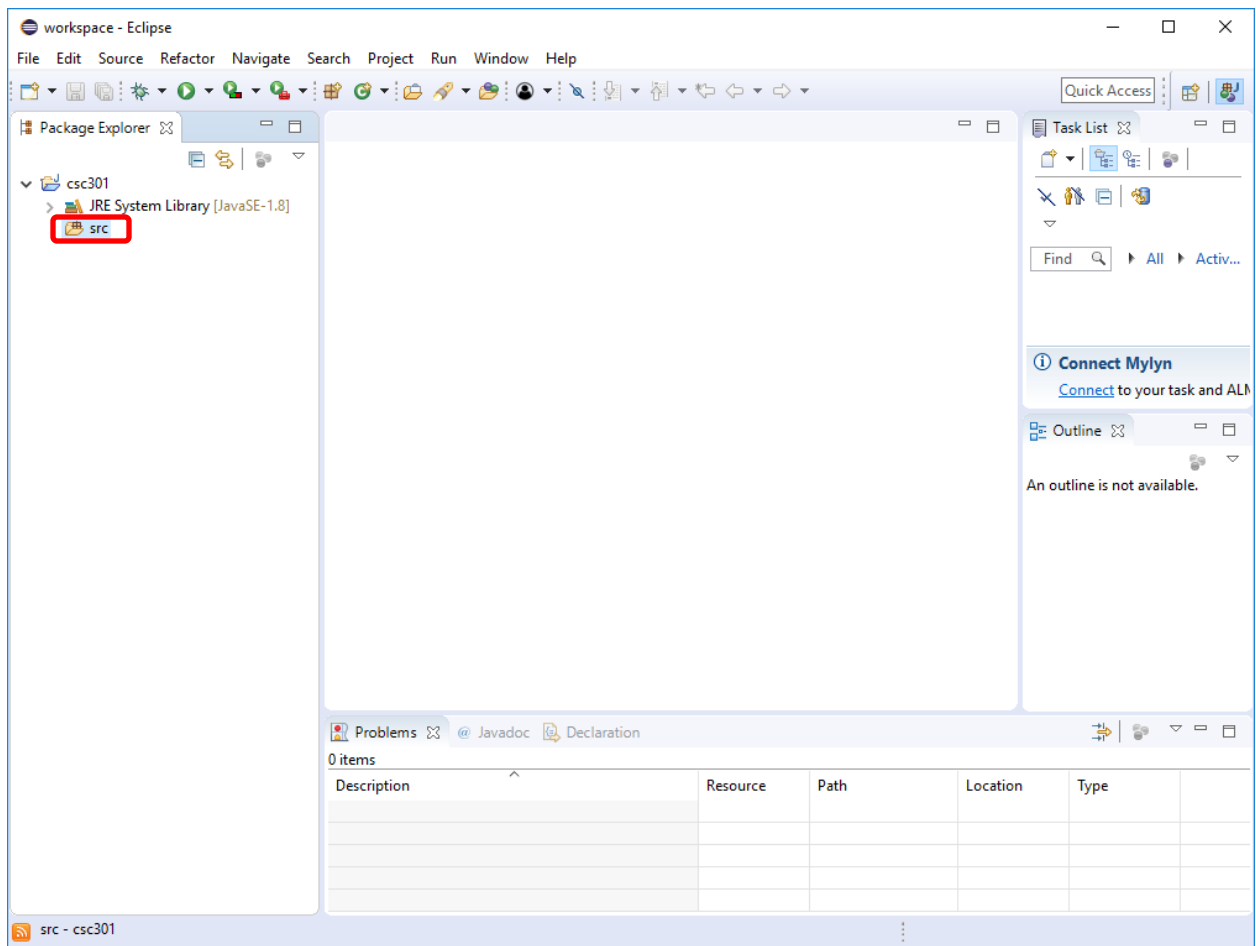 workspace - Eclipse
File Edit Source Refactor Navigate Search Project Run Window Help
Quick Access
Package Explorer
csc301
JRE System Library [JavaSE-1.8]
src
Task List
Find All Activ...
Connect Mylyn
Connect to your task and ALM
Outline
An outline is not available.
Problems @ Javadoc Declaration
0 items
Description Resource Path Location Type
src - csc301